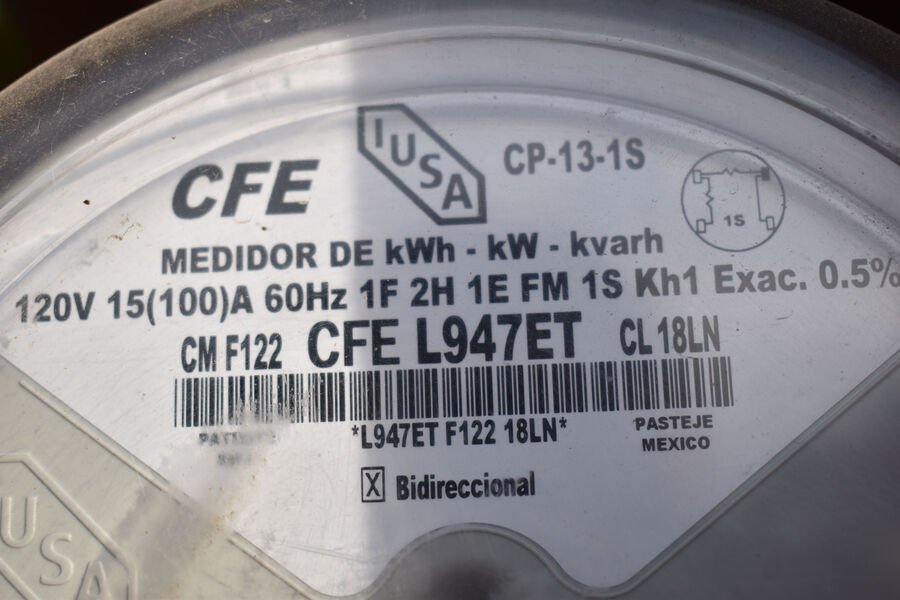 CFE IUSA CP-13-1S
1S
MEDIDOR DE kWh - kW - kvarh
120V 15(100)A 60Hz 1F 2H 1E FM 1S Kh1 Exac. 0.5%
CM F122 CFE L947ET CL 18LN
*L947ET F122 18LN*
PASTEJE
MEXICO
X Bidireccional
USA